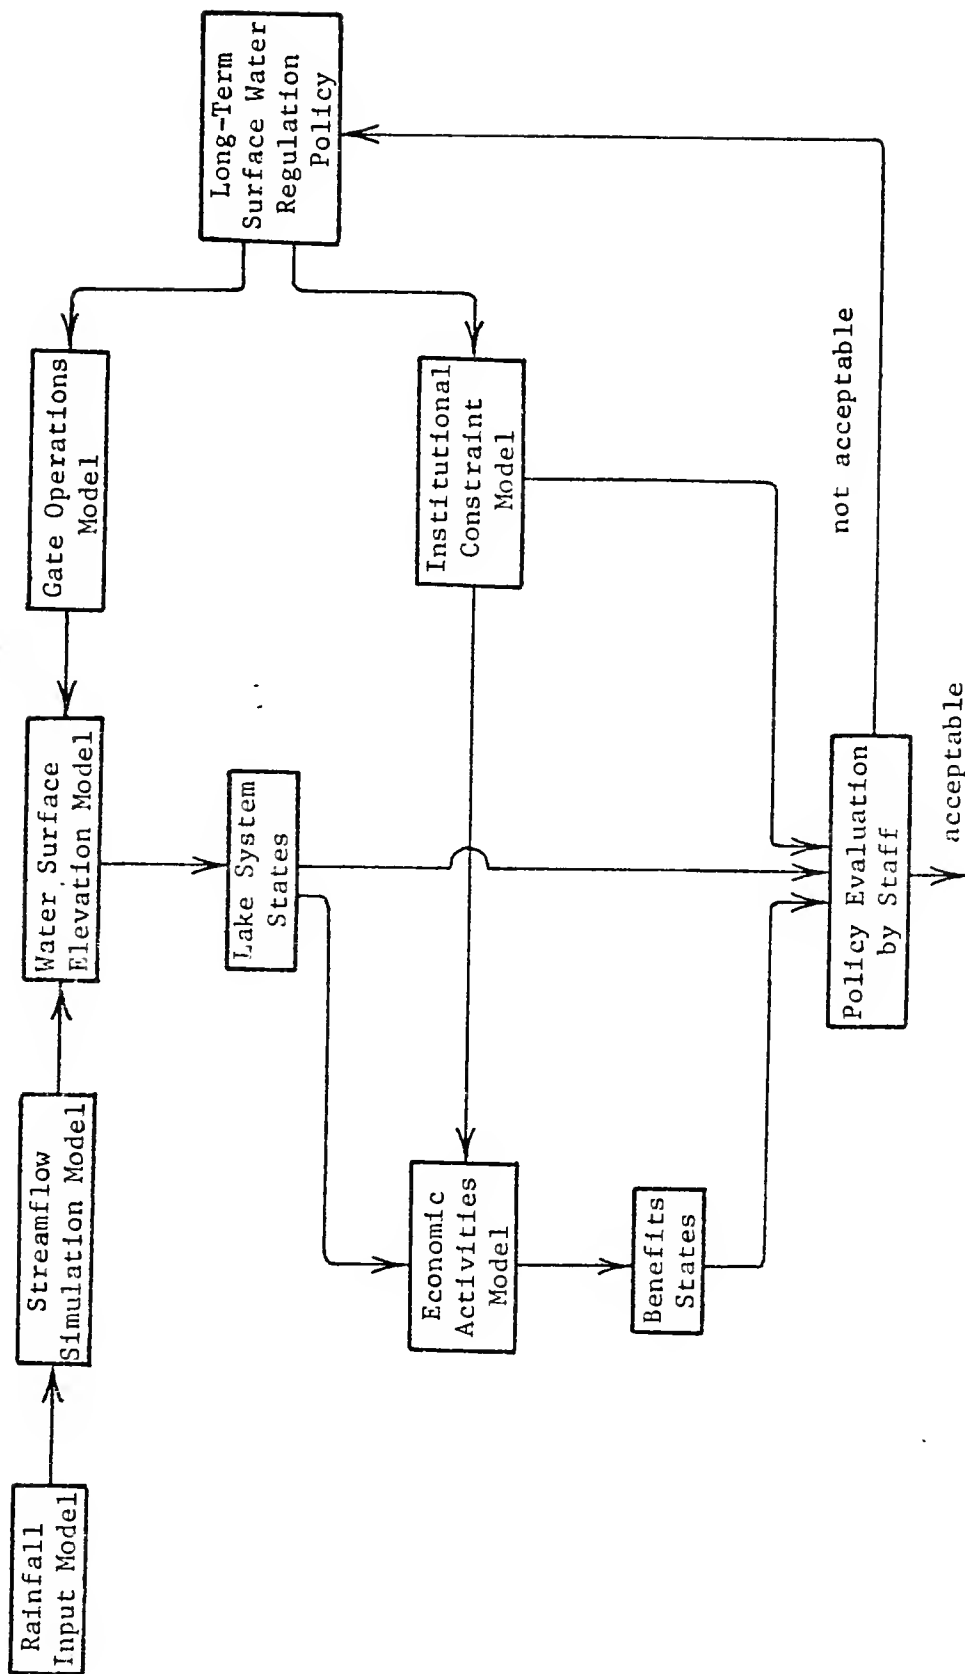 Rainfall
Input Model
Streamflow
Simulation Model
Water Surface
Elevation Model
Gate Operations
Model
Long-Term
Surface Water
Regulation
Policy
Lake System
States
Institutional
Constraint
Model
Economic
Activities
Model
Benefits
States
Policy Evaluation
by Staff
not acceptable
acceptable